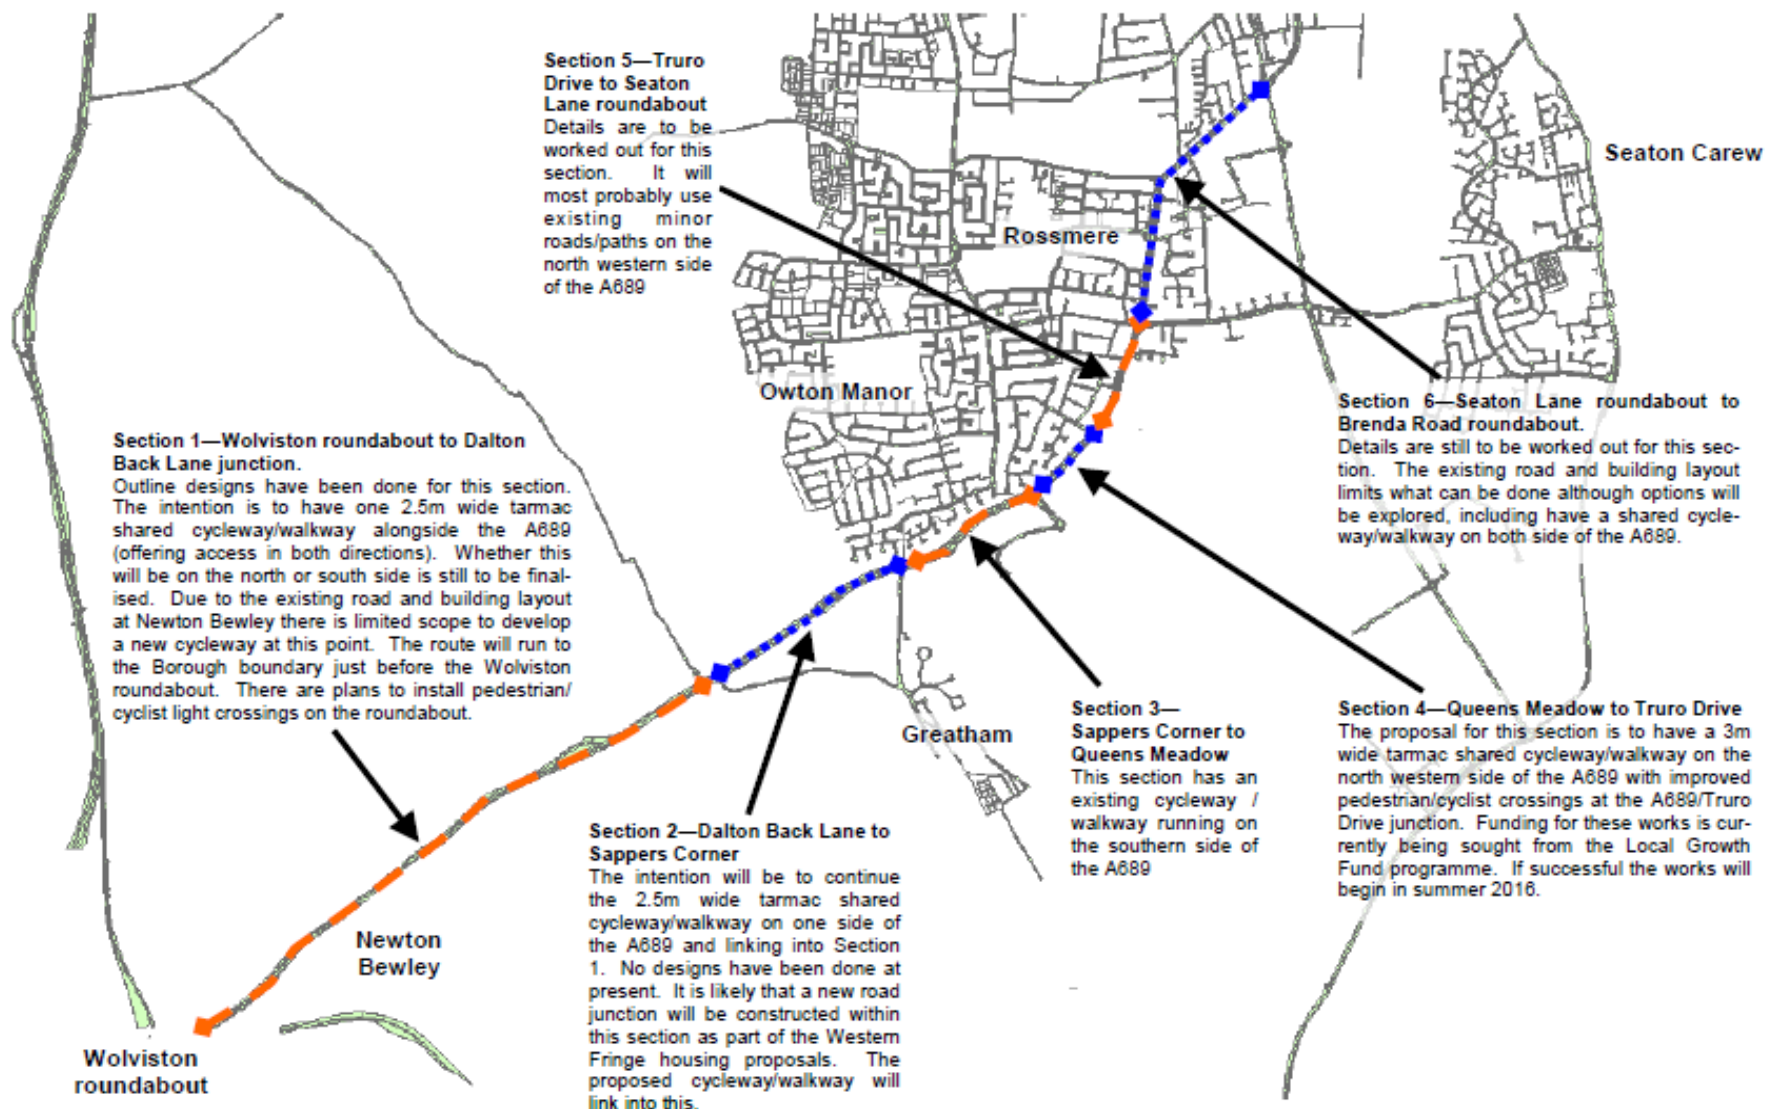 Section 5—Truro
Drive to Seaton
Lane roundabout
Details are to be
worked out for this
section. It will
most probably use
existing minor
roads/paths on the
north western side
of the A689
Seaton Carew
Rossmere
Owton Manor
Section 6—Seaton Lane roundabout to
Brenda Road roundabout.
Details are still to be worked out for this sec-
tion. The existing road and building layout
limits what can be done although options will
be explored, including have a shared cycle-
way/walkway on both side of the A689.
Section 1—Wolviston roundabout to Dalton
Back Lane junction.
Outline designs have been done for this section.
The intention is to have one 2.5m wide tarmac
shared cycleway/walkway alongside the A689
(offering access in both directions). Whether this
will be on the north or south side is still to be final-
ised. Due to the existing road and building layout
at Newton Bewley there is limited scope to develop
a new cycleway at this point. The route will run to
the Borough boundary just before the Wolviston
roundabout. There are plans to install pedestrian/
cyclist light crossings on the roundabout.
Greatham
Section 3—
Sappers Corner to
Queens Meadow
This section has an
existing cycleway /
walkway running on
the southern side of
the A689
Section 4—Queens Meadow to Truro Drive
The proposal for this section is to have a 3m
wide tarmac shared cycleway/walkway on the
north western side of the A689 with improved
pedestrian/cyclist crossings at the A689/Truro
Drive junction. Funding for these works is cur-
rently being sought from the Local Growth
Fund programme. If successful the works will
begin in summer 2016.
Section 2—Dalton Back Lane to
Sappers Corner
The intention will be to continue
the 2.5m wide tarmac shared
cycleway/walkway on one side of
the A689 and linking into Section
1. No designs have been done at
present. It is likely that a new road
junction will be constructed within
this section as part of the Western
Fringe housing proposals. The
proposed cycleway/walkway will
link into this.
Newton
Bewley
Wolviston
roundabout